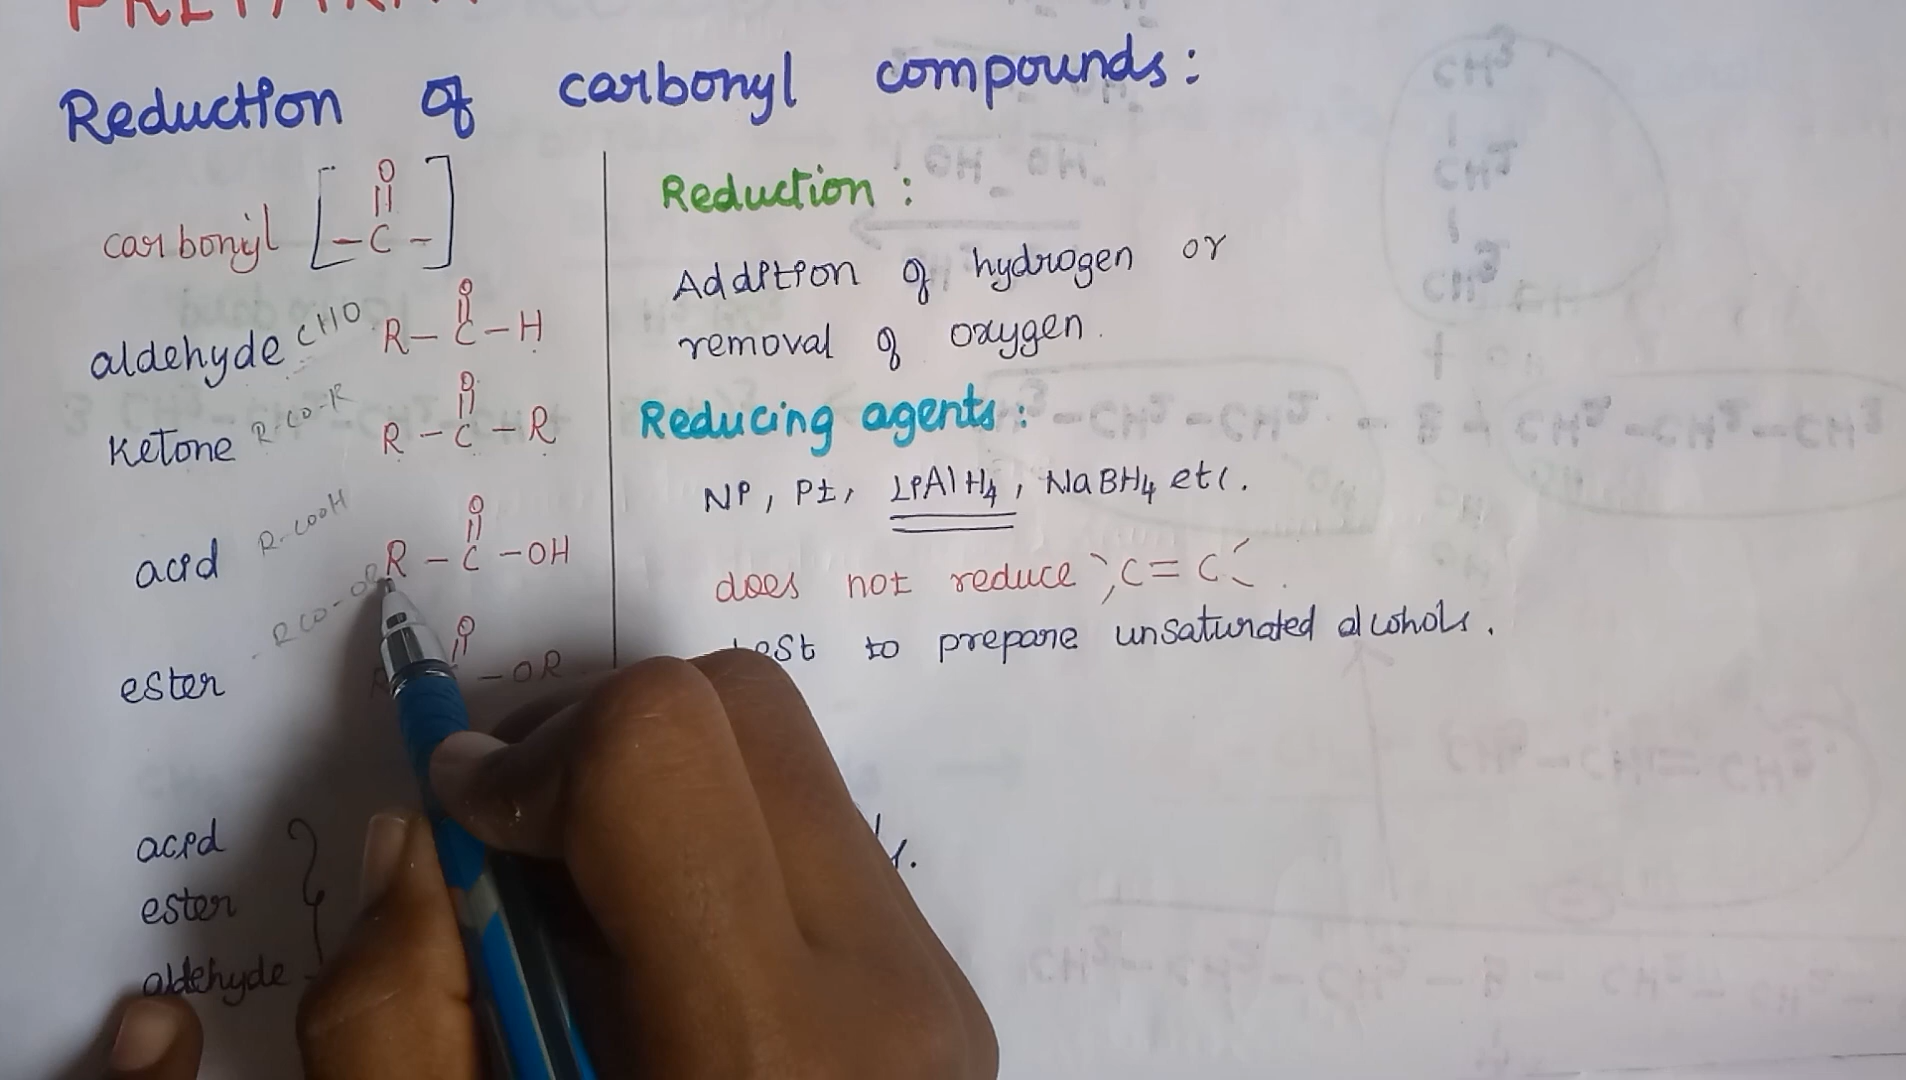 Reduction of carbonyl compounds:
carbonyl [-C-]
O
||
aldehyde CHO R-C-H
O
||
Ketone R-CO-R R-C-R
O
||
acid R-COOH R-C-OH
O
||
ester RCO-OR -OR
O
acid
ester
aldehyde
Reduction:
Addition of hydrogen or
removal of oxygen.
Reducing agents:
Ni, Pt, LiAlH4, NaBH4 etc.
does not reduce >C=C<.
to prepare unsaturated alcohols.